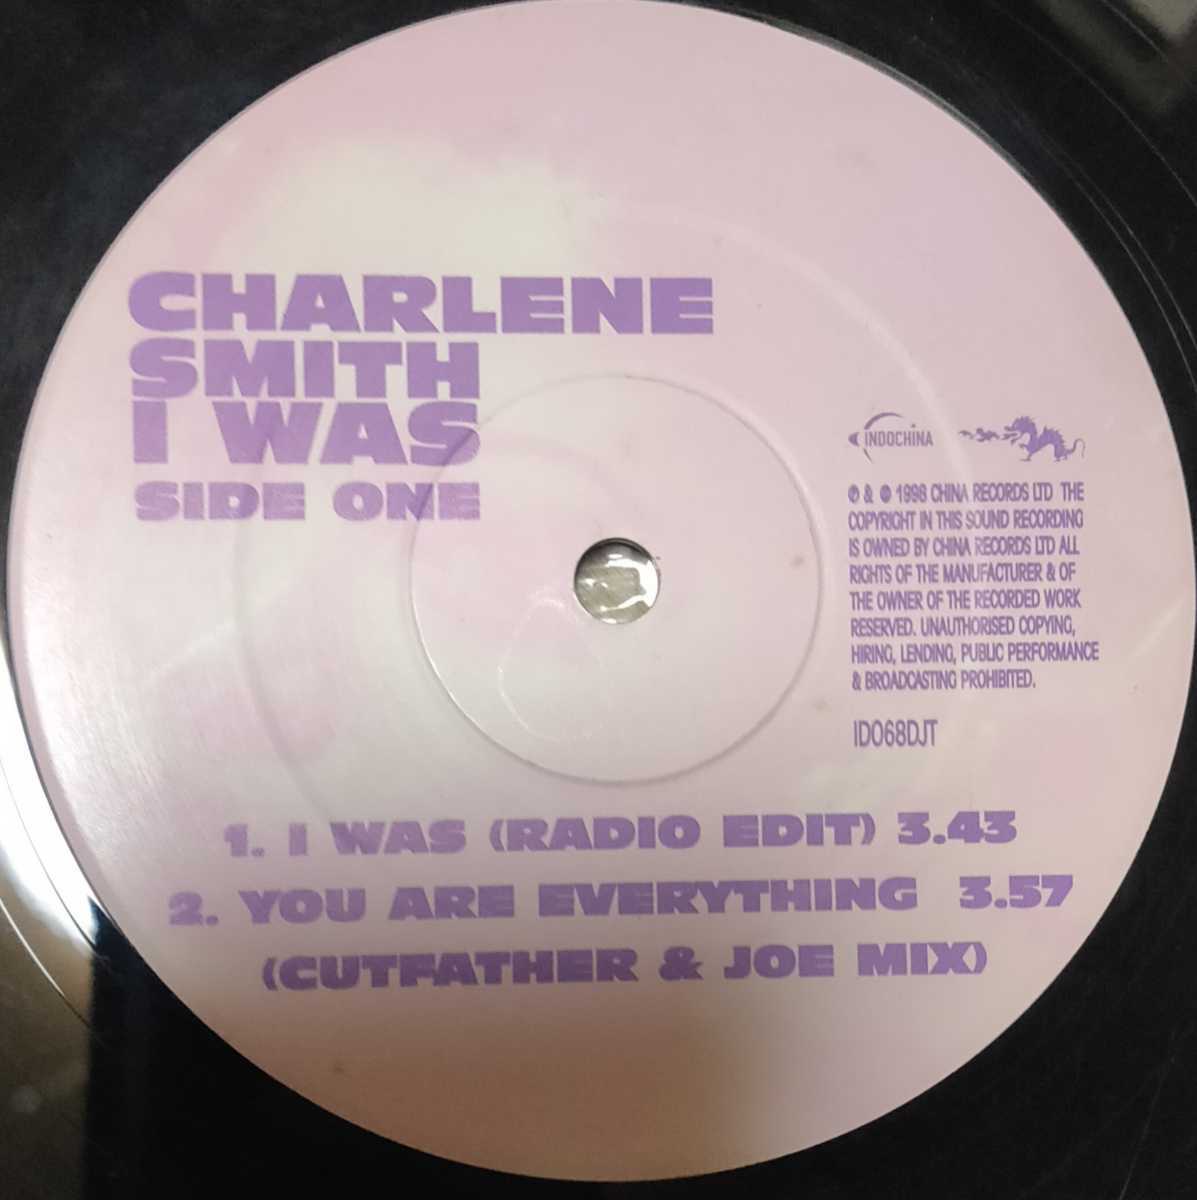 CHARLENE
SMITH
I WAS
SIDE ONE
INDOCHINA
℗ & © 1998 CHINA RECORDS LTD THE
COPYRIGHT IN THIS SOUND RECORDING
IS OWNED BY CHINA RECORDS LTD ALL
RIGHTS OF THE MANUFACTURER & OF
THE OWNER OF THE RECORDED WORK
RESERVED. UNAUTHORISED COPYING,
HIRING, LENDING, PUBLIC PERFORMANCE
& BROADCASTING PROHIBITED.
ID068DJT
1. I WAS (RADIO EDIT) 3.43
2. YOU ARE EVERYTHING 3.57
(CUTFATHER & JOE MIX)